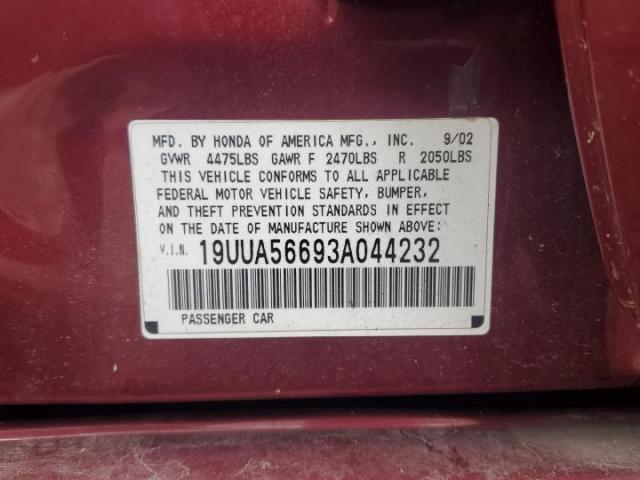 MFD. BY HONDA OF AMERICA MFG., INC. 9/02
GVWR 4475LBS GAWR F 2470LBS R 2050LBS
THIS VEHICLE CONFORMS TO ALL APPLICABLE
FEDERAL MOTOR VEHICLE SAFETY, BUMPER,
AND THEFT PREVENTION STANDARDS IN EFFECT
ON THE DATE OF MANUFACTURE SHOWN ABOVE:
V.I.N. 19UUA56693A044232
PASSENGER CAR